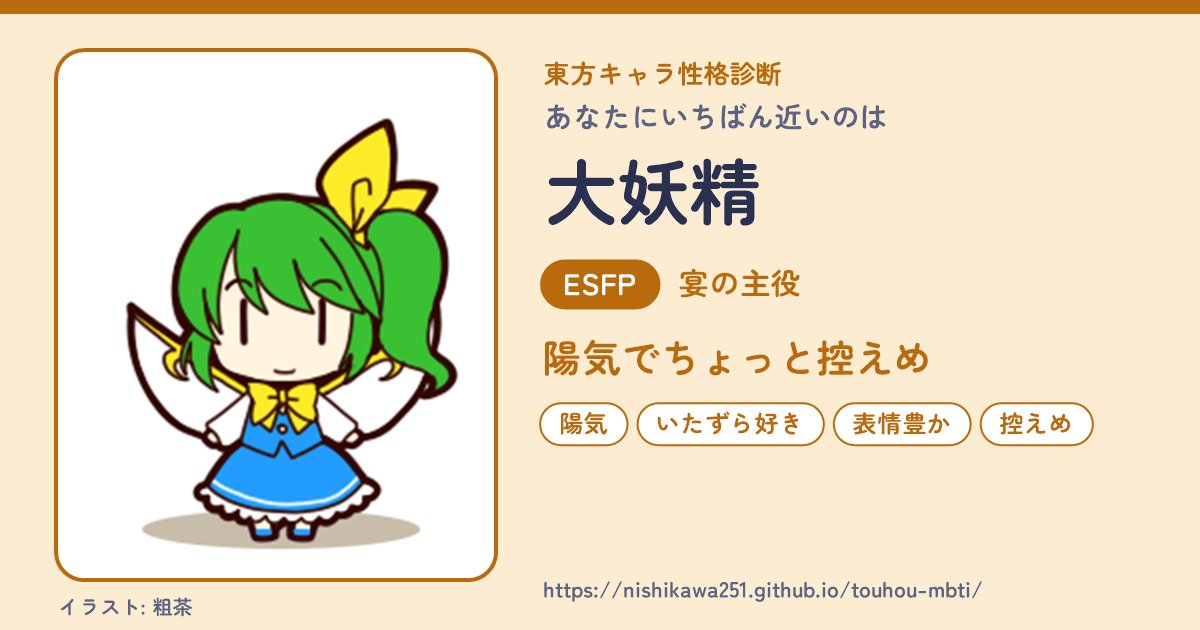 東方キャラ性格診断
あなたにいちばん近いのは
大妖精
ESFP 宴の主役
陽気でちょっと控えめ
陽気 いたずら好き 表情豊か 控えめ
https://nishikawa251.github.io/touhou-mbti/
イラスト: 粗茶